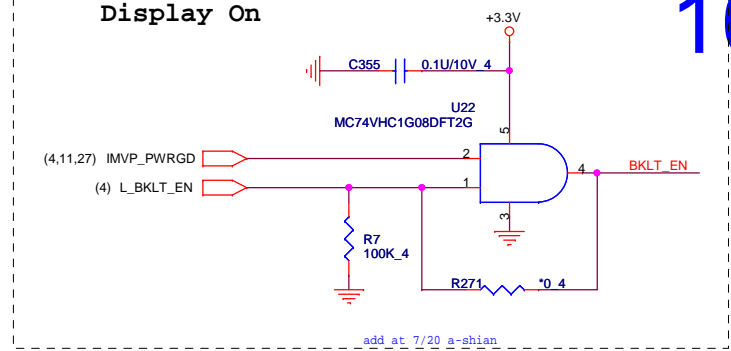 Display On
+3.3V
C355 0.1U/10V_4
U22
MC74VHC1G08DFT2G
5
(4,11,27) IMVP_PWRGD 2
4 BKLT_EN
(4) L_BKLT_EN 1
3
R7
100K_4
R271 *0_4
add at 7/20 a-shian